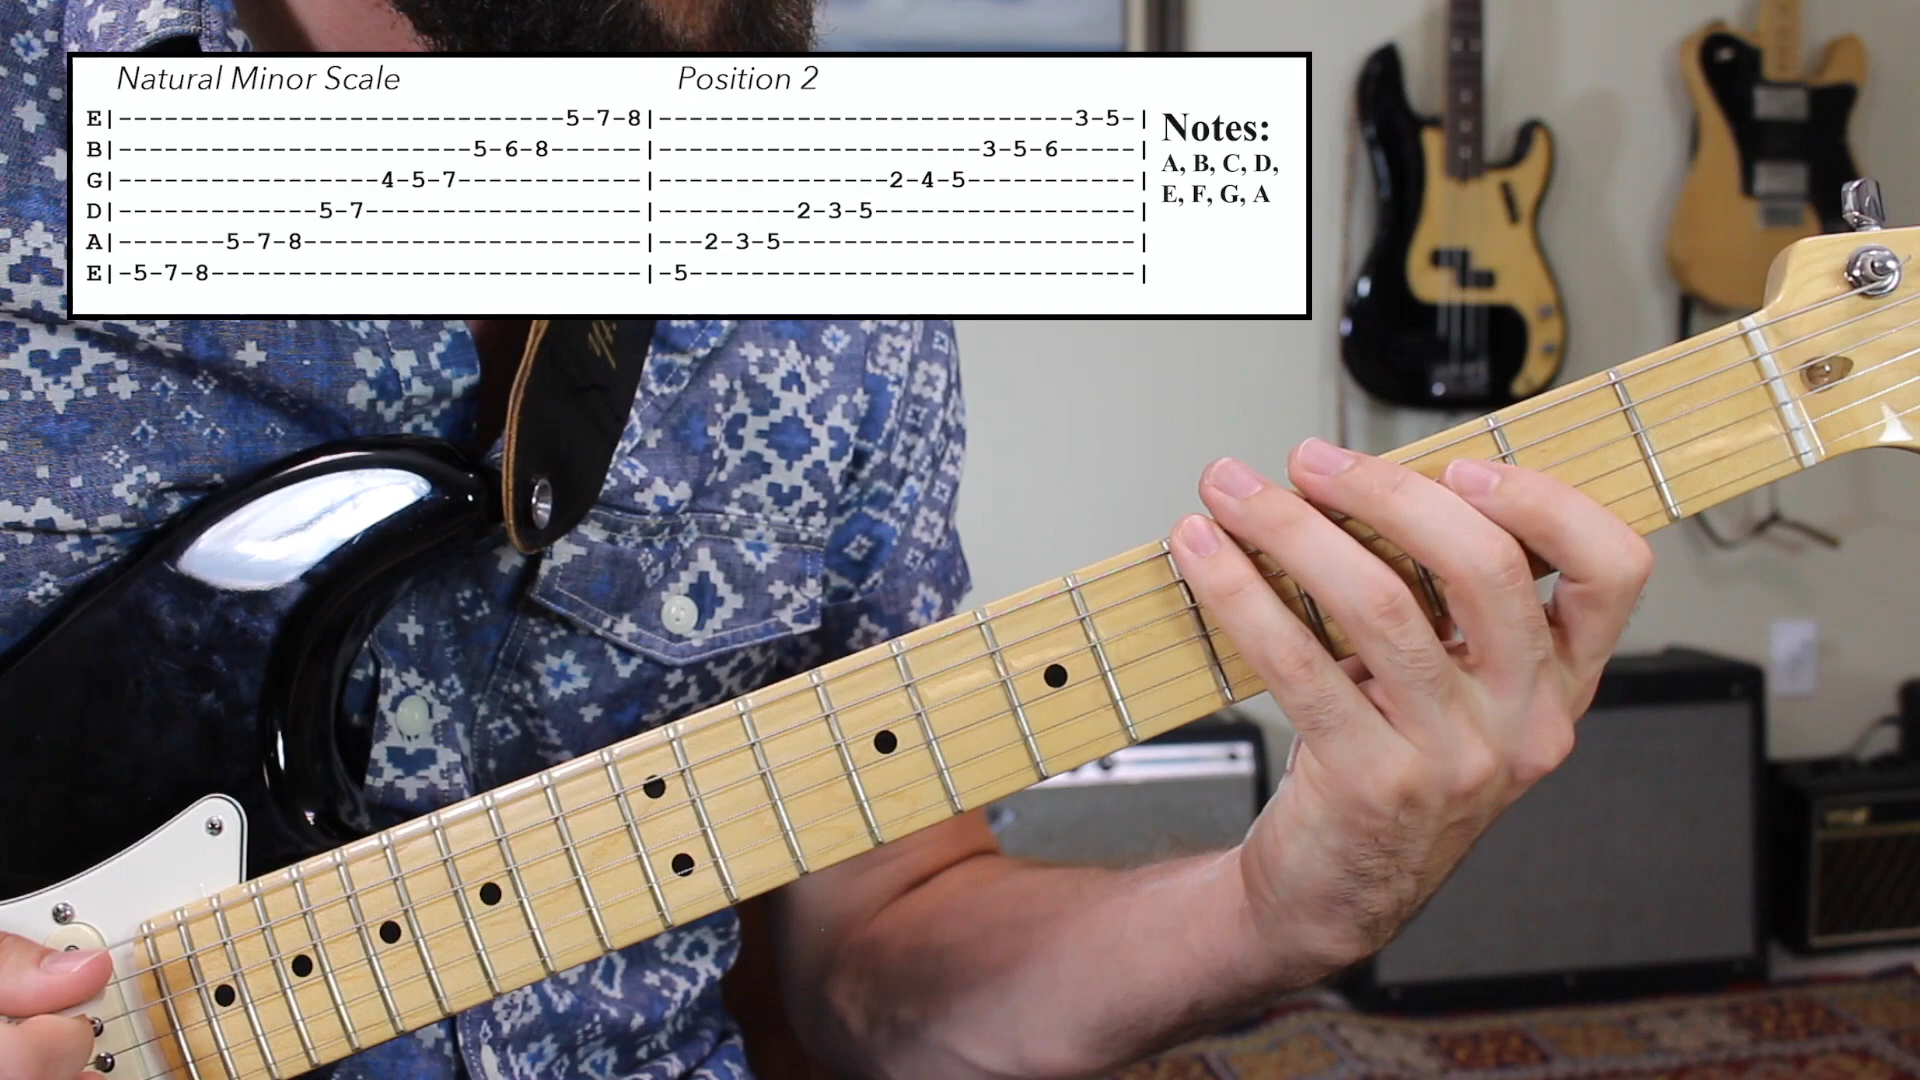 Natural Minor Scale Position 2
E|-----------------------------5-7-8|---------------------------3-5-|
B|-----------------------5-6-8------|---------------------3-5-6-----|
G|-----------------4-5-7------------|---------------2-4-5-----------|
D|-------------5-7------------------|---------2-3-5-----------------|
A|-------5-7-8----------------------|---2-3-5-----------------------|
E|-5-7-8----------------------------|-5-----------------------------|
Notes:
A, B, C, D,
E, F, G, A